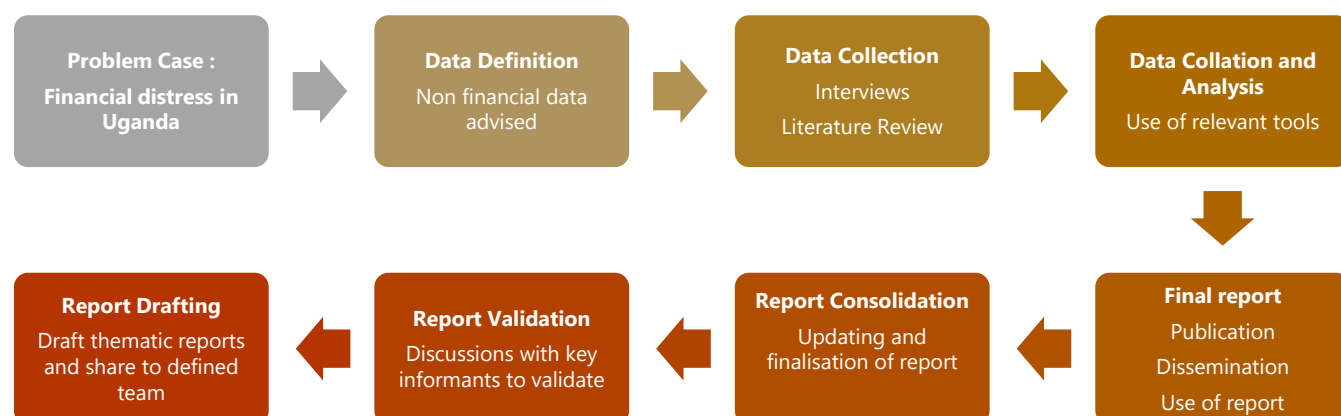 Problem Case :
Financial distress in
Uganda
Data Definition
Non financial data
advised
Data Collection
Interviews
Literature Review
Data Collation and
Analysis
Use of relevant tools
Final report
Publication
Dissemination
Use of report
Report Consolidation
Updating and
finalisation of report
Report Validation
Discussions with key
informants to validate
Report Drafting
Draft thematic reports
and share to defined
team